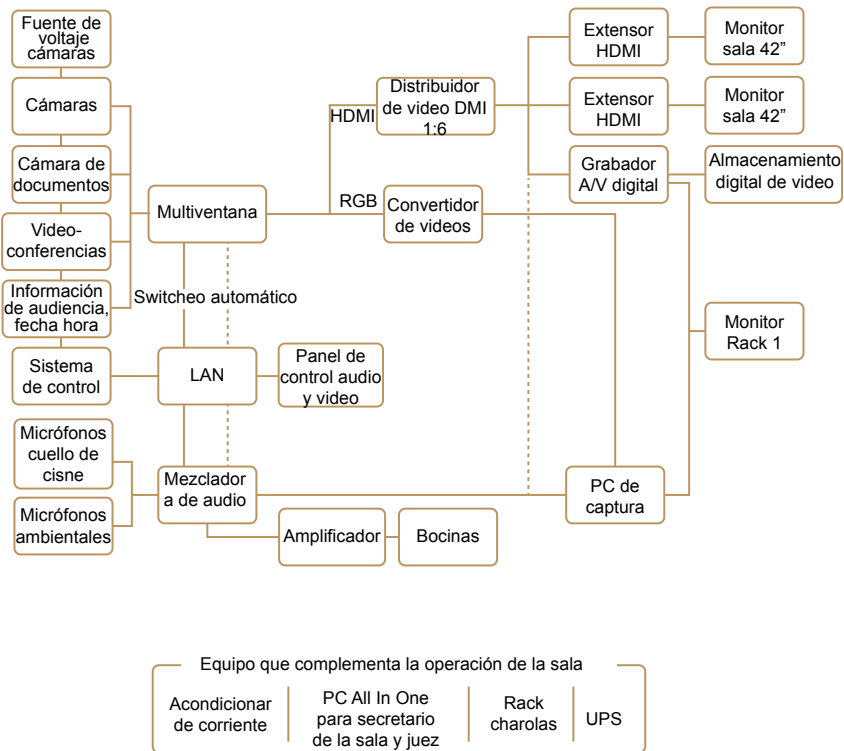 Fuente de
voltaje
cámaras
Cámaras
Cámara de
documentos
Video-
conferencias
Información
de audiencia,
fecha hora
Sistema
de control
Micrófonos
cuello de
cisne
Micrófonos
ambientales
Multiventana
Switcheo automático
LAN
Panel de
control audio
y video
Mezclador
a de audio
Amplificador
Bocinas
HDMI
Distribuidor
de video DMI
1:6
RGB
Convertidor
de videos
Extensor
HDMI
Monitor
sala 42”
Extensor
HDMI
Monitor
sala 42”
Grabador
A/V digital
Almacenamiento
digital de video
Monitor
Rack 1
PC de
captura
Equipo que complementa la operación de la sala
Acondicionar
de corriente
PC All In One
para secretario
de la sala y juez
Rack
charolas
UPS